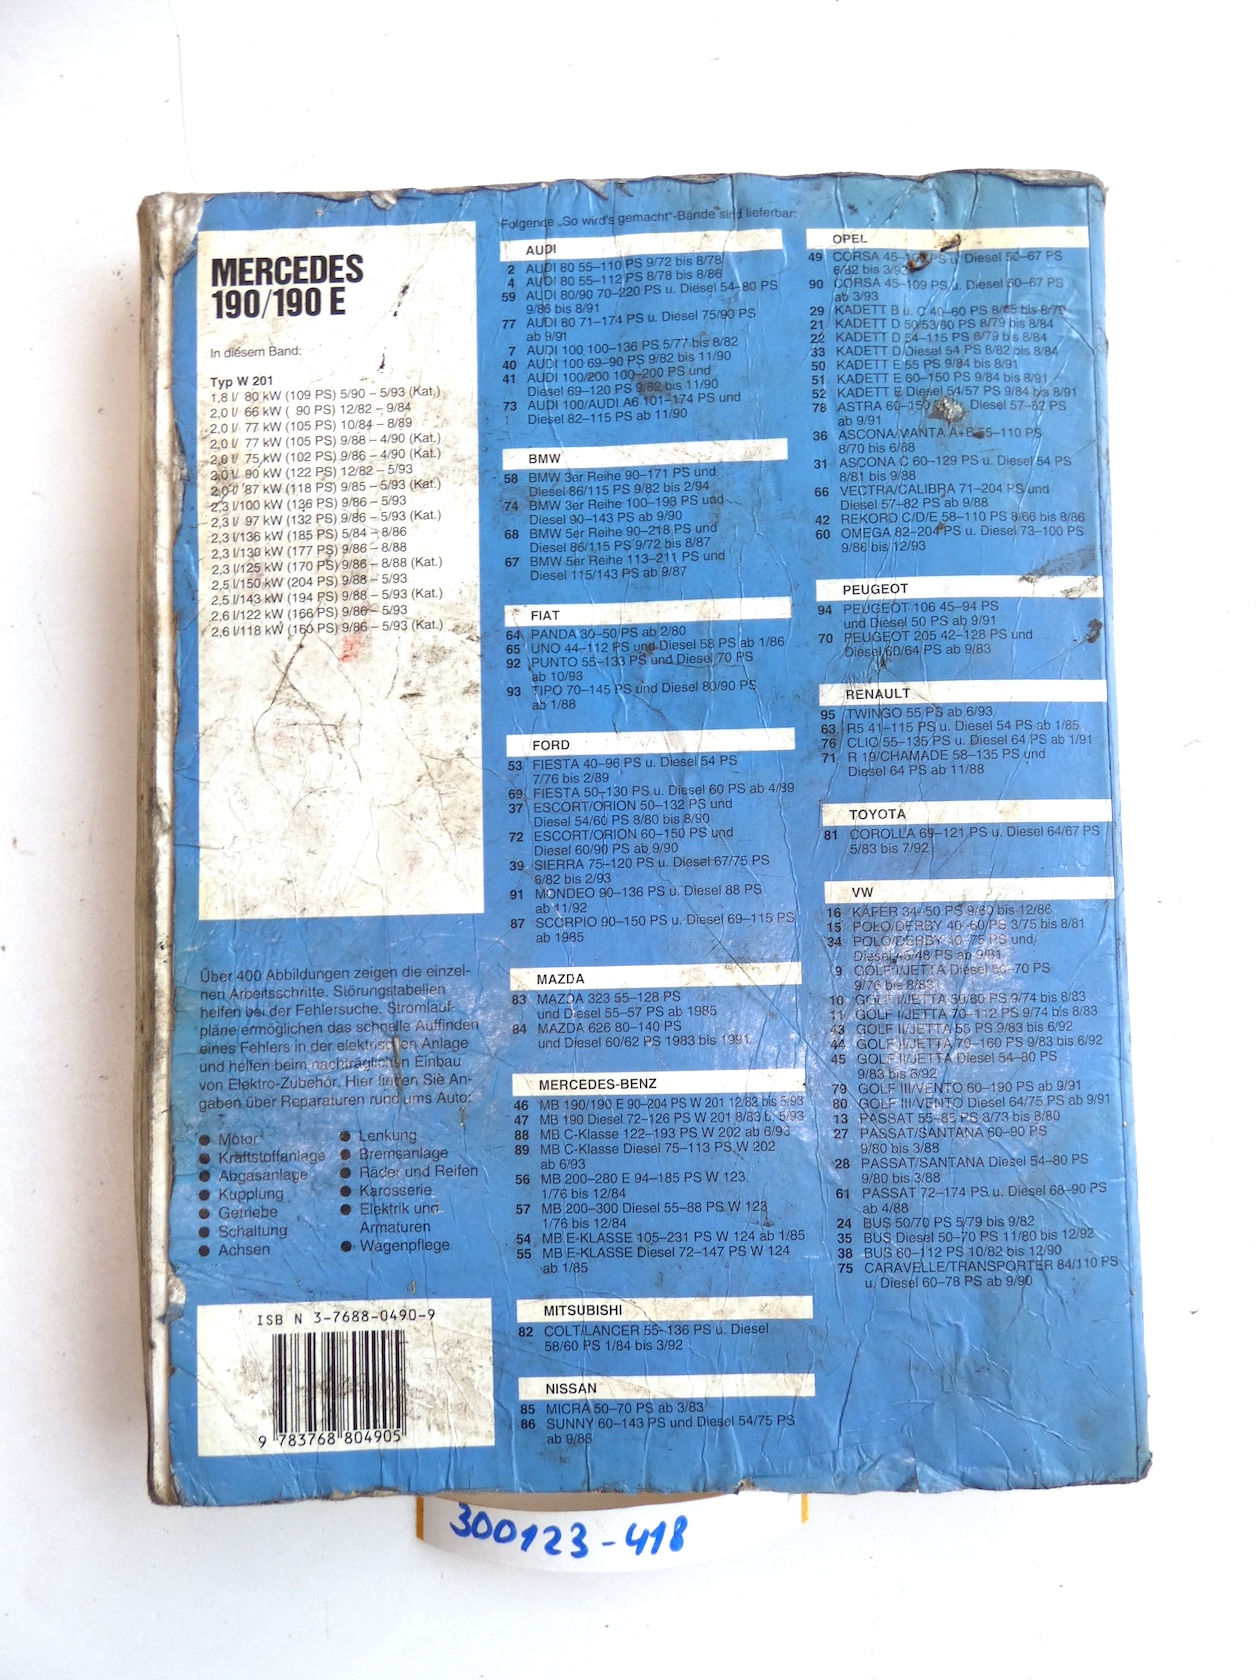 MERCEDES
190/190 E
In diesem Band:
Typ W 201
1,8 l/ 80 kW (109 PS) 5/90 – 5/93 (Kat.)
2,0 l/ 66 kW ( 90 PS) 12/82 – 9/84
2,0 l/ 77 kW (105 PS) 10/84 – 8/89
2,0 l/ 77 kW (105 PS) 9/88 – 4/90 (Kat.)
2,0 l/ 75 kW (102 PS) 9/86 – 4/90 (Kat.)
2,0 l/ 90 kW (122 PS) 12/82 – 5/93
2,0 l/ 87 kW (118 PS) 9/85 – 5/93 (Kat.)
2,3 l/100 kW (136 PS) 9/86 – 5/93
2,3 l/ 97 kW (132 PS) 9/86 – 5/93 (Kat.)
2,3 l/136 kW (185 PS) 5/84 – 8/86
2,3 l/130 kW (177 PS) 9/86 – 8/88
2,3 l/125 kW (170 PS) 9/86 – 8/88 (Kat.)
2,5 l/150 kW (204 PS) 9/88 – 5/93
2,5 l/143 kW (194 PS) 9/88 – 5/93 (Kat.)
2,6 l/122 kW (166 PS) 9/86 – 5/93
2,6 l/118 kW (160 PS) 9/86 – 5/93 (Kat.)
Über 400 Abbildungen zeigen die einzel-
nen Arbeitsschritte. Störungstabellen
helfen bei der Fehlersuche. Stromlauf-
pläne ermöglichen das schnelle Auffinden
eines Fehlers in der elektrischen Anlage
und helfen beim nachträglichen Einbau
von Elektro-Zubehör. Hier finden Sie An-
gaben über Reparaturen rund ums Auto:
● Motor
● Kraftstoffanlage
● Abgasanlage
● Kupplung
● Getriebe
● Schaltung
● Achsen
● Lenkung
● Bremsanlage
● Räder und Reifen
● Karosserie
● Elektrik und
Armaturen
● Wagenpflege
ISBN 3-7688-0490-9
9 783768 804905
Folgende „So wird's gemacht“-Bände sind lieferbar:
AUDI
2 AUDI 80 55–110 PS 9/72 bis 8/78
4 AUDI 80 55–112 PS 8/78 bis 8/86
59 AUDI 80/90 70–220 PS u. Diesel 54–80 PS
9/86 bis 8/91
77 AUDI 80 71–174 PS u. Diesel 75/90 PS
ab 9/91
7 AUDI 100 100–136 PS 5/77 bis 8/82
40 AUDI 100 69–90 PS 9/82 bis 11/90
41 AUDI 100/200 100–200 PS und
Diesel 69–120 PS 9/82 bis 11/90
73 AUDI 100/AUDI A6 101–174 PS und
Diesel 82–115 PS ab 11/90
BMW
58 BMW 3er Reihe 90–171 PS und
Diesel 86/115 PS 9/82 bis 2/94
74 BMW 3er Reihe 100–193 PS und
Diesel 90–143 PS ab 9/90
68 BMW 5er Reihe 90–218 PS und
Diesel 86/115 PS 9/72 bis 8/87
67 BMW 5er Reihe 113–211 PS und
Diesel 115/143 PS ab 9/87
FIAT
64 PANDA 30–50 PS ab 2/80
65 UNO 44–112 PS und Diesel 58 PS ab 1/86
92 PUNTO 55–133 PS und Diesel 70 PS
ab 10/93
93 TIPO 70–145 PS und Diesel 80/90 PS
ab 1/88
FORD
53 FIESTA 40–96 PS u. Diesel 54 PS
7/76 bis 2/89
69 FIESTA 50–130 PS u. Diesel 60 PS ab 4/89
37 ESCORT/ORION 50–132 PS und
Diesel 54/60 PS 8/80 bis 8/90
72 ESCORT/ORION 60–150 PS und
Diesel 60/90 PS ab 9/90
39 SIERRA 75–120 PS u. Diesel 67/75 PS
6/82 bis 2/93
91 MONDEO 90–136 PS u. Diesel 88 PS
ab 11/92
87 SCORPIO 90–150 PS u. Diesel 69–115 PS
ab 1985
MAZDA
83 MAZDA 323 55–128 PS
und Diesel 55–57 PS ab 1985
84 MAZDA 626 80–140 PS
und Diesel 60/62 PS 1983 bis 1991
MERCEDES-BENZ
46 MB 190/190 E 90–204 PS W 201 12/82 bis 5/93
47 MB 190 Diesel 72–126 PS W 201 8/83 b. 5/93
88 MB C-Klasse 122–193 PS W 202 ab 6/93
89 MB C-Klasse Diesel 75–113 PS W 202
ab 6/93
56 MB 200–280 E 94–185 PS W 123
1/76 bis 12/84
57 MB 200–300 Diesel 55–88 PS W 123
1/76 bis 12/84
54 MB E-KLASSE 105–231 PS W 124 ab 1/85
55 MB E-KLASSE Diesel 72–147 PS W 124
ab 1/85
MITSUBISHI
82 COLT/LANCER 55–136 PS u. Diesel
58/60 PS 1/84 bis 3/92
NISSAN
85 MICRA 50–70 PS ab 3/83
86 SUNNY 60–143 PS und Diesel 54/75 PS
ab 9/86
OPEL
49 CORSA 45– PS u. Diesel 50–67 PS
6/82 bis 3/93
90 CORSA 45–109 PS u. Diesel 50–67 PS
ab 3/93
29 KADETT B u. C 40–60 PS 8/65 bis 8/79
21 KADETT D 50/53/60 PS 8/79 bis 8/84
22 KADETT D 54–115 PS 8/79 bis 8/84
33 KADETT D Diesel 54 PS 8/82 bis 8/84
50 KADETT E 55 PS 9/84 bis 8/91
51 KADETT E 60–150 PS 9/84 bis 8/91
52 KADETT E Diesel 54/57 PS 9/84 bis 8/91
78 ASTRA 60–150 Diesel 57–82 PS
ab 9/91
36 ASCONA/MANTA A+B 55–110 PS
8/70 bis 6/88
31 ASCONA C 60–129 PS u. Diesel 54 PS
8/81 bis 9/88
66 VECTRA/CALIBRA 71–204 PS und
Diesel 57–82 PS ab 9/88
42 REKORD C/D/E 58–110 PS 8/66 bis 8/86
60 OMEGA 82–204 PS u. Diesel 73–100 PS
9/86 bis 12/93
PEUGEOT
94 PEUGEOT 106 45–94 PS
und Diesel 50 PS ab 9/91
70 PEUGEOT 205 42–128 PS und
Diesel 60/64 PS ab 9/83
RENAULT
95 TWINGO 55 PS ab 6/93
63 R5 41–115 PS u. Diesel 54 PS ab 1/85
76 CLIO 55–135 PS u. Diesel 64 PS ab 1/91
71 R 19/CHAMADE 58–135 PS und
Diesel 64 PS ab 11/88
TOYOTA
81 COROLLA 69–121 PS u. Diesel 64/67 PS
5/83 bis 7/92
VW
16 KÄFER 34–50 PS 9/60 bis 12/86
15 POLO/DERBY 40–60 PS 3/75 bis 8/81
34 POLO/DERBY 40–75 PS und
Diesel 45/48 PS ab 9/81
9 GOLF I/JETTA Diesel 50–70 PS
9/76 bis 8/83
10 GOLF I/JETTA 50/60 PS 9/74 bis 8/83
11 GOLF I/JETTA 70–112 PS 9/74 bis 8/83
43 GOLF II/JETTA 55 PS 9/83 bis 6/92
44 GOLF II/JETTA 70–160 PS 9/83 bis 6/92
45 GOLF II/JETTA Diesel 54–80 PS
9/83 bis 6/92
79 GOLF III/VENTO 60–190 PS ab 9/91
80 GOLF III/VENTO Diesel 64/75 PS ab 9/91
13 PASSAT 55–85 PS 8/73 bis 8/80
27 PASSAT/SANTANA 60–90 PS
9/80 bis 3/88
28 PASSAT/SANTANA Diesel 54–80 PS
9/80 bis 3/88
61 PASSAT 72–174 PS u. Diesel 68–90 PS
ab 4/88
24 BUS 50/70 PS 5/79 bis 9/82
35 BUS Diesel 50–70 PS 11/80 bis 12/92
38 BUS 60–112 PS 10/82 bis 12/90
75 CARAVELLE/TRANSPORTER 84/110 PS
u. Diesel 60–78 PS ab 9/90
300123-418